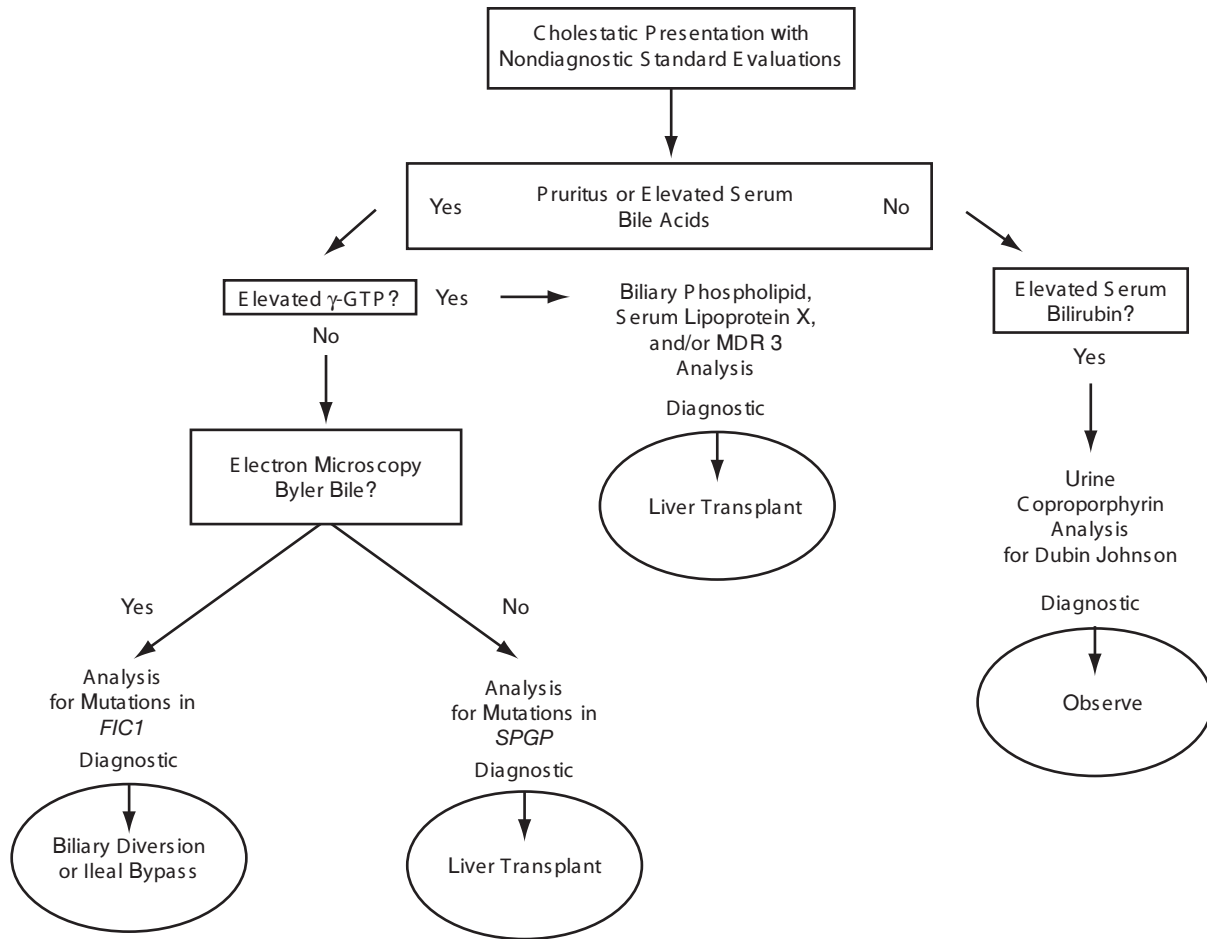 Cholestatic Presentation with
Nondiagnostic Standard Evaluations
Yes
Pruritus or Elevated Serum
Bile Acids
No
Elevated γ-GTP?
Yes
No
Biliary Phospholipid,
Serum Lipoprotein X,
and/or MDR 3
Analysis
Diagnostic
Liver Transplant
Elevated Serum
Bilirubin?
Yes
Urine
Coproporphyrin
Analysis
for Dubin Johnson
Diagnostic
Observe
Electron Microscopy
Byler Bile?
Yes
No
Analysis
for Mutations in
FIC1
Diagnostic
Biliary Diversion
or Ileal Bypass
Analysis
for Mutations in
SPGP
Diagnostic
Liver Transplant